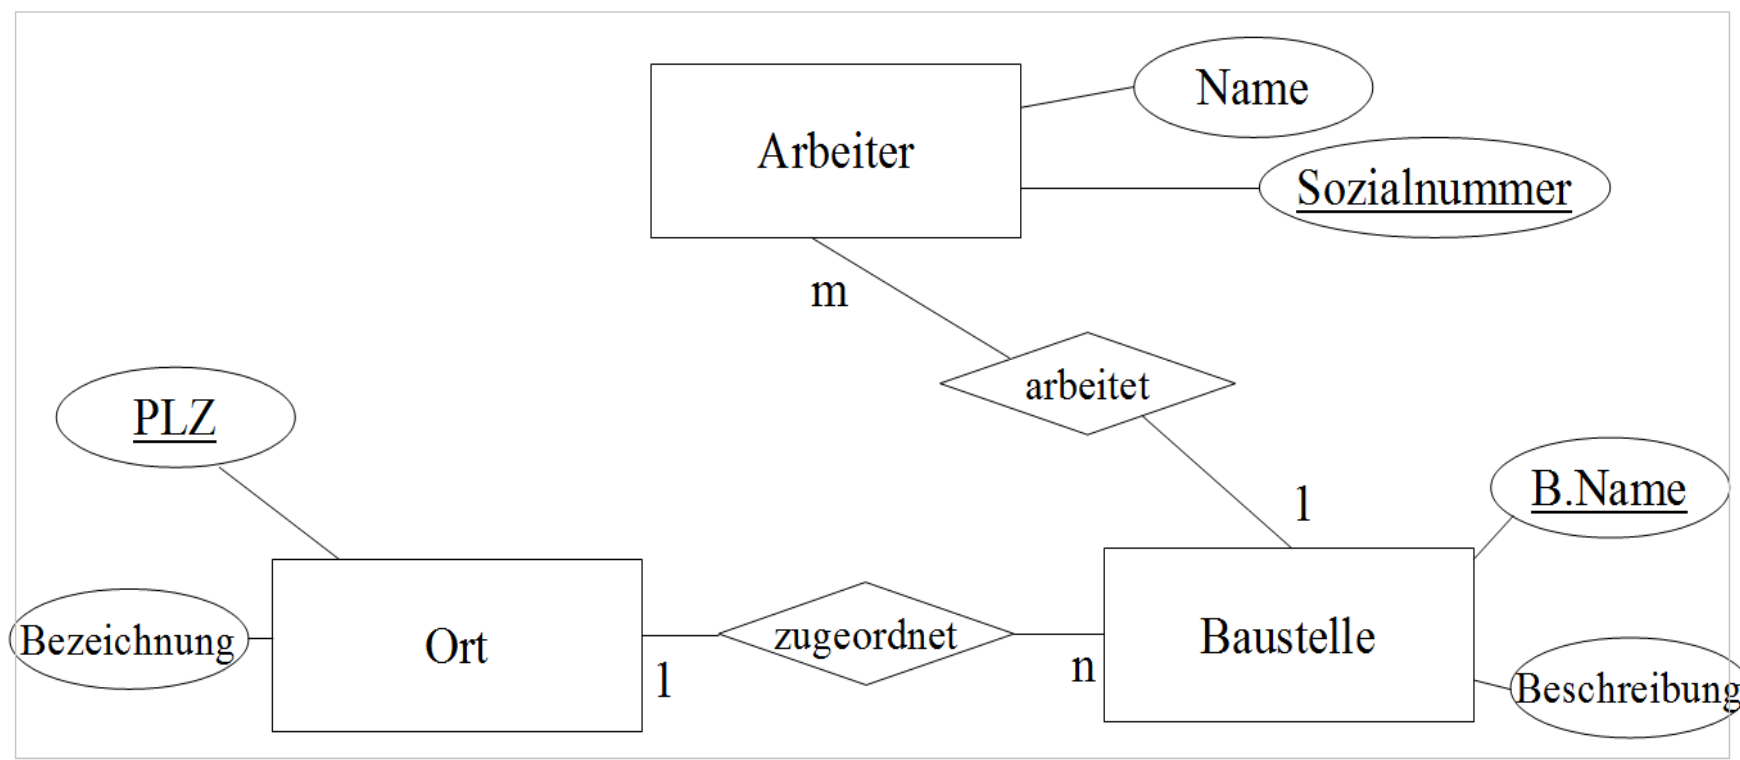 Name
Arbeiter
Sozialnummer
m
arbeitet
PLZ
1
B.Name
Bezeichnung
Ort
1
zugeordnet
n
Baustelle
Beschreibung